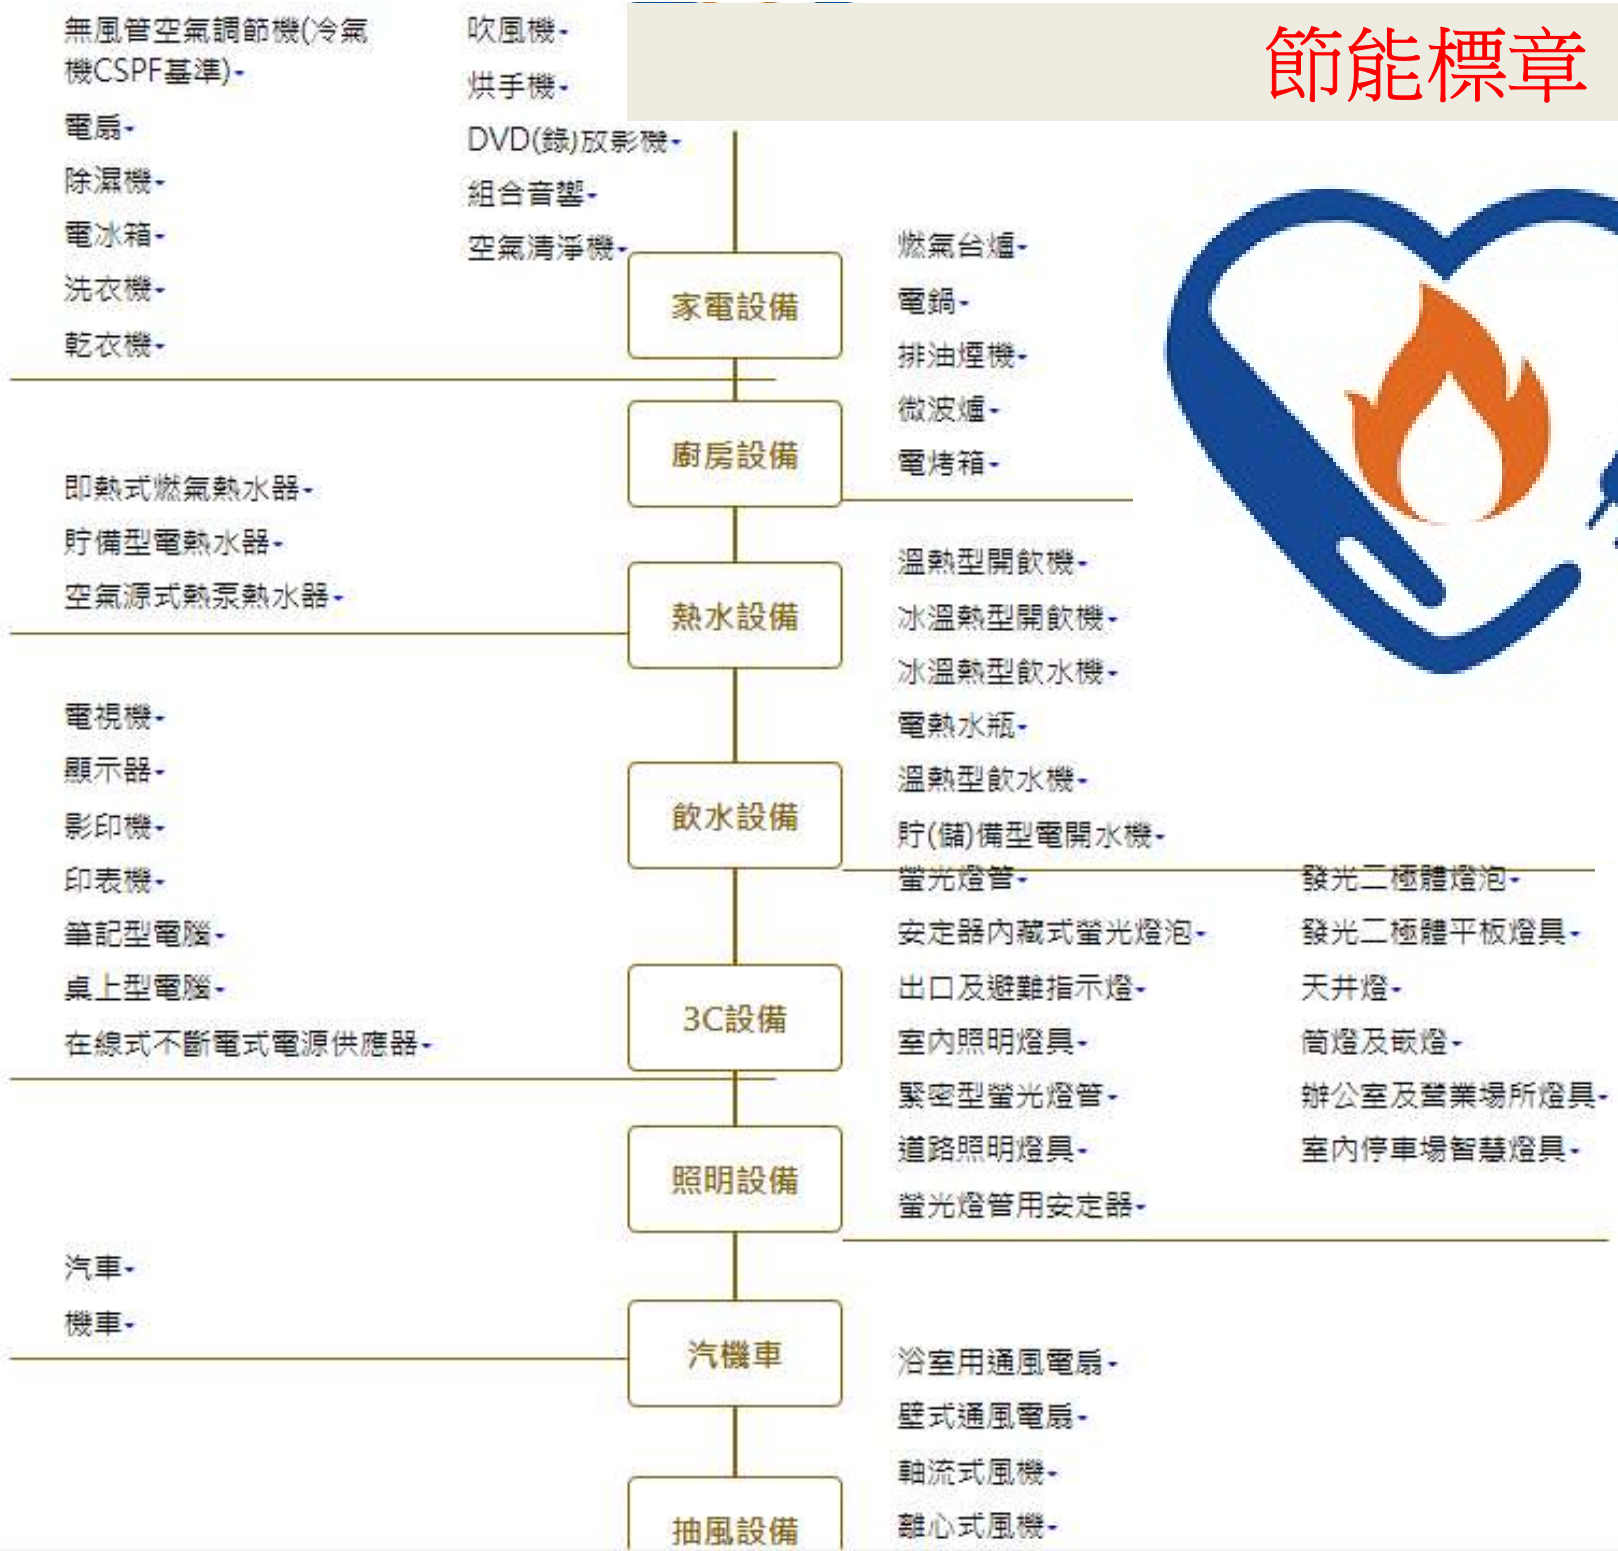 節能標章
無風管空氣調節機(冷氣
機CSPF基準)
電扇
除濕機
電冰箱
洗衣機
乾衣機
吹風機
烘手機
DVD(錄)放影機
組合音響
空氣清淨機
家電設備
燃氣台爐
電鍋
排油煙機
微波爐
電烤箱
廚房設備
即熱式燃氣熱水器
貯備型電熱水器
空氣源式熱泵熱水器
熱水設備
溫熱型開飲機
冰溫熱型開飲機
冰溫熱型飲水機
電熱水瓶
溫熱型飲水機
貯(儲)備型電開水機
飲水設備
電視機
顯示器
影印機
印表機
筆記型電腦
桌上型電腦
在線式不斷電式電源供應器
3C設備
螢光燈管
安定器內藏式螢光燈泡
出口及避難指示燈
室內照明燈具
緊密型螢光燈管
道路照明燈具
螢光燈管用安定器
發光二極體燈泡
發光二極體平板燈具
天井燈
筒燈及嵌燈
辦公室及營業場所燈具
室內停車場智慧燈具
照明設備
汽車
機車
汽機車
浴室用通風電扇
壁式通風電扇
軸流式風機
離心式風機
抽風設備